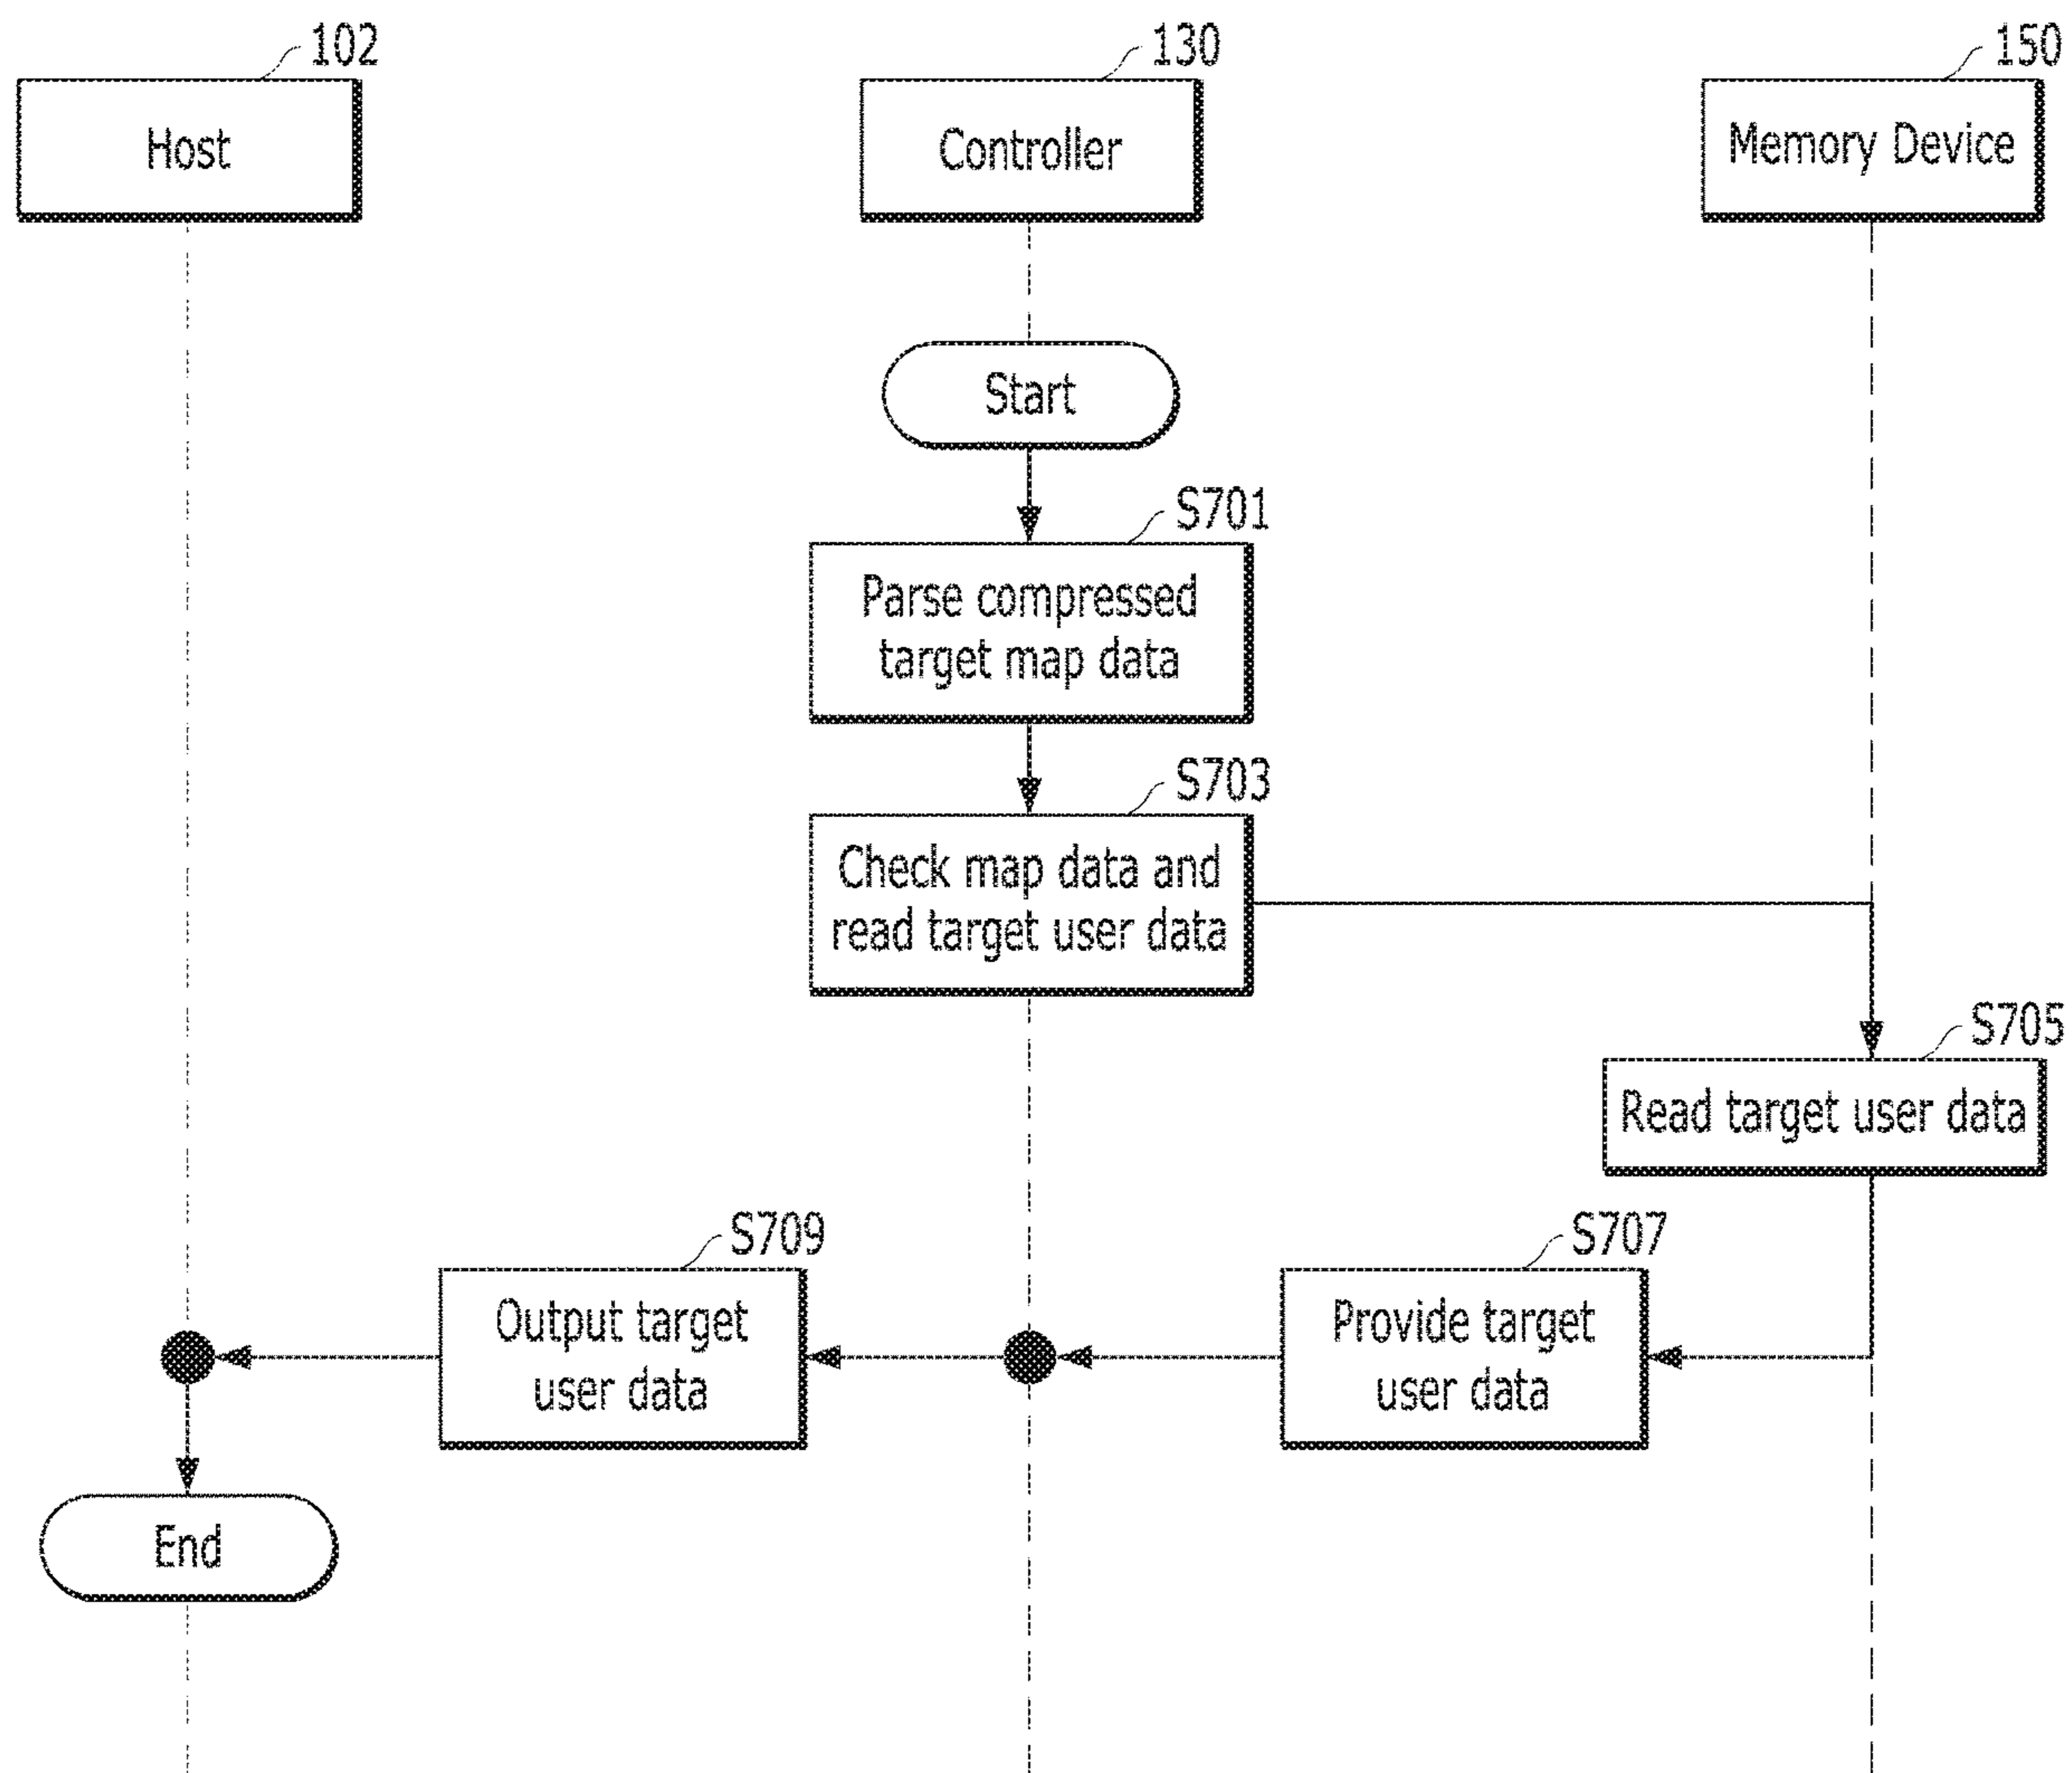 102
130
150
Host
Controller
Memory Device
Start
S701
Parse compressed
target map data
S703
Check map data and
read target user data
S705
Read target user data
S709
S707
Output target
user data
Provide target
user data
End